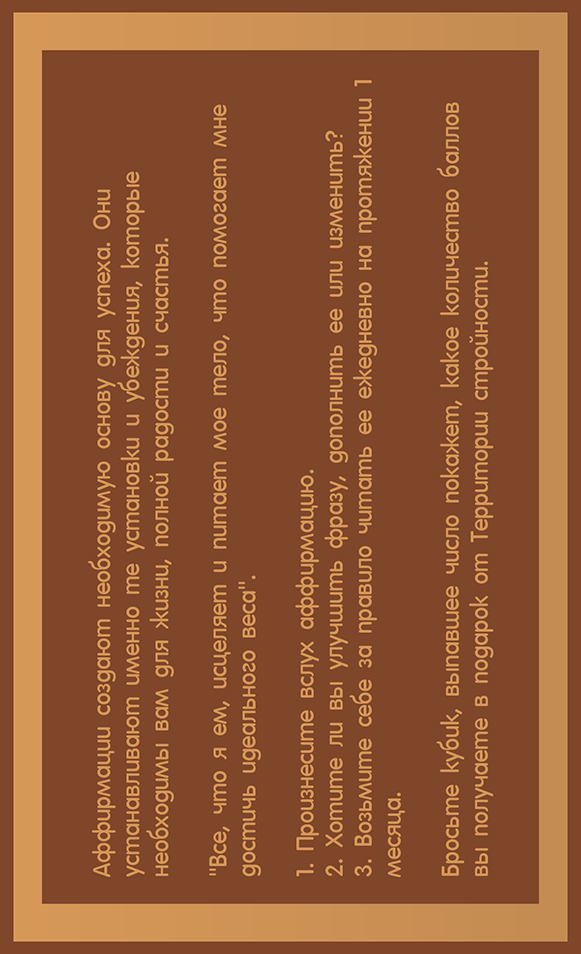 Аффирмации создают необходимую основу для успеха. Они
устанавливают именно те установки и убеждения, которые
необходимы вам для жизни, полной радости и счастья.
"Все, что я ем, исцеляет и питает мое тело, что помогает мне
достичь идеального веса".
1. Произнесите вслух аффирмацию.
2. Хотите ли вы улучшить фразу, дополнить ее или изменить?
3. Возьмите себе за правило читать ее ежедневно на протяжении 1
месяца.
Бросьте кубик, выпавшее число покажет, какое количество баллов
вы получаете в подарок от Территории стройности.